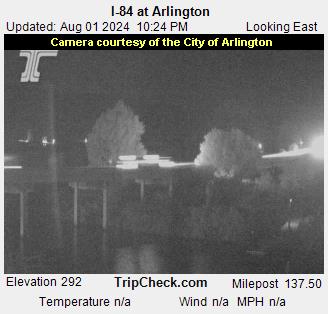 I-84 at Arlington
Updated: Aug 01 2024 10:24 PM Looking East
Camera courtesy of the City of Arlington
Elevation 292 TripCheck.com Milepost 137.50
Temperature n/a Wind n/a MPH n/a